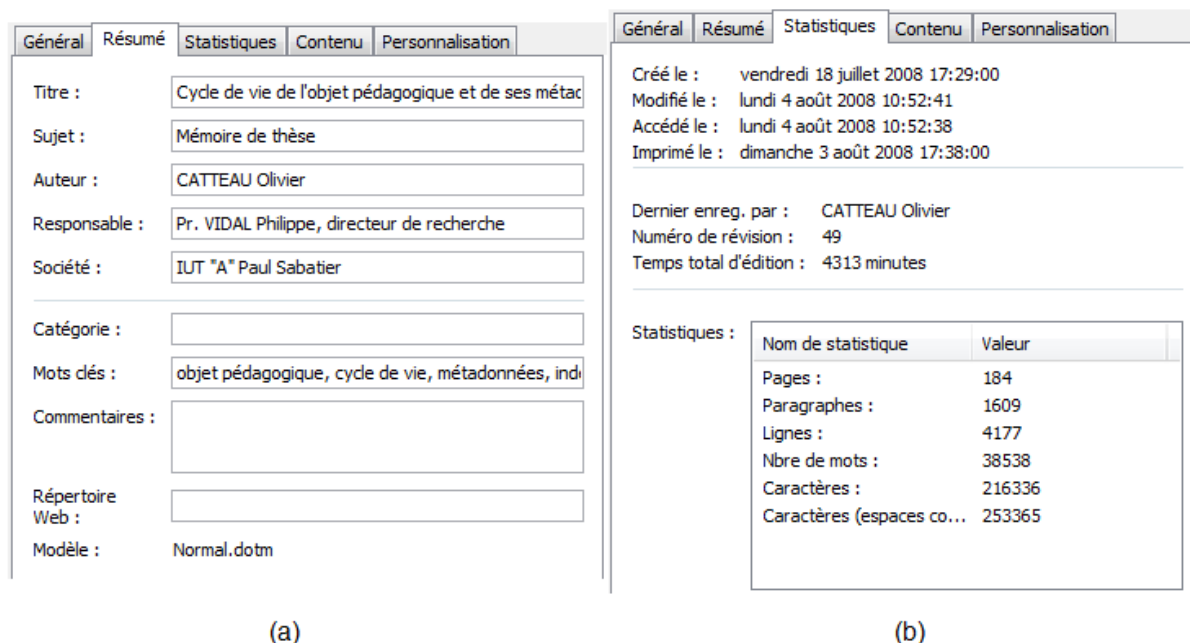 Général Résumé Statistiques Contenu Personnalisation
Titre : Cycle de vie de l'objet pédagogique et de ses métad
Sujet : Mémoire de thèse
Auteur : CATTEAU Olivier
Responsable : Pr. VIDAL Philippe, directeur de recherche
Société : IUT "A" Paul Sabatier
Catégorie :
Mots clés : objet pédagogique, cycle de vie, métadonnées, inde
Commentaires :
Répertoire
Web :
Modèle : Normal.dotm
(a)
Général Résumé Statistiques Contenu Personnalisation
Créé le : vendredi 18 juillet 2008 17:29:00
Modifié le : lundi 4 août 2008 10:52:41
Accédé le : lundi 4 août 2008 10:52:38
Imprimé le : dimanche 3 août 2008 17:38:00
Dernier enreg. par : CATTEAU Olivier
Numéro de révision : 49
Temps total d'édition : 4313 minutes
Statistiques :
Nom de statistique Valeur
Pages : 184
Paragraphes : 1609
Lignes : 4177
Nbre de mots : 38538
Caractères : 216336
Caractères (espaces co... 253365
(b)